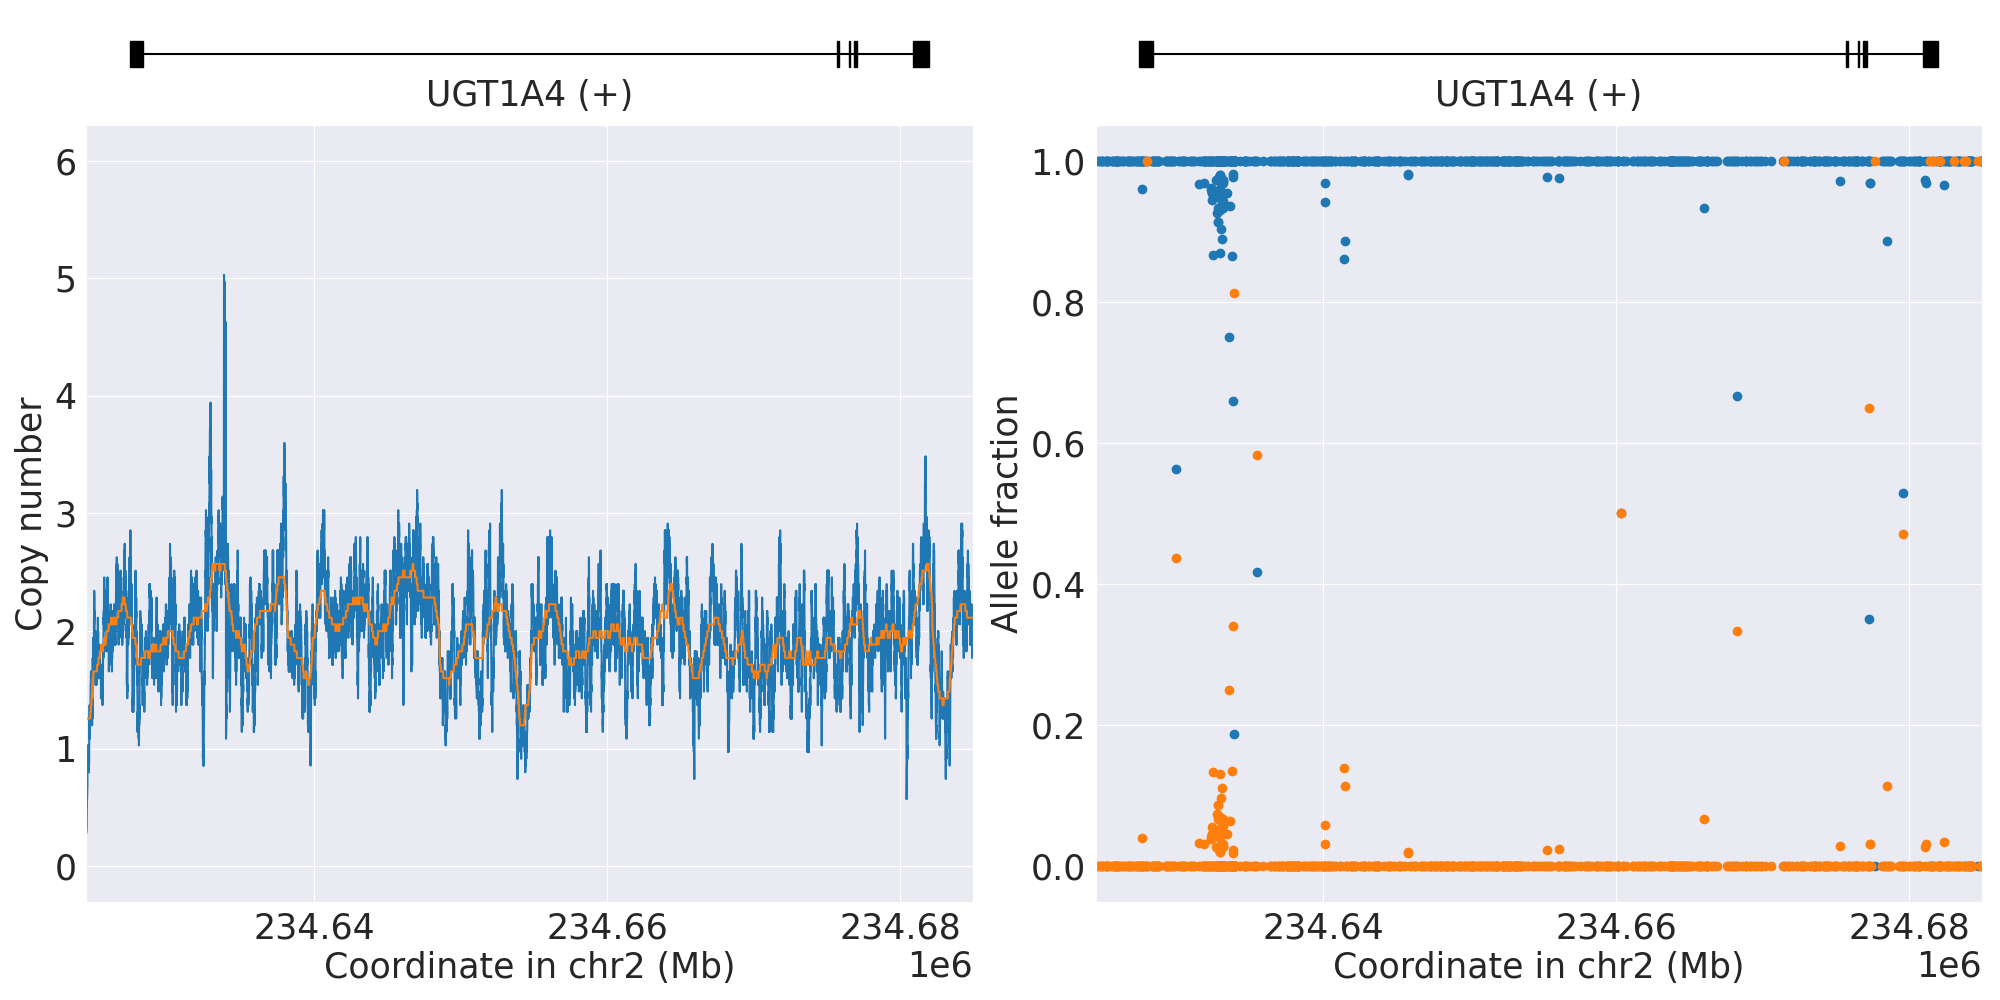 UGT1A4 (+)
6
5
4
3
2
1
0
Copy number
234.64
234.66
234.68
1e6
Coordinate in chr2 (Mb)
UGT1A4 (+)
1.0
0.8
0.6
0.4
0.2
0.0
Allele fraction
234.64
234.66
234.68
1e6
Coordinate in chr2 (Mb)